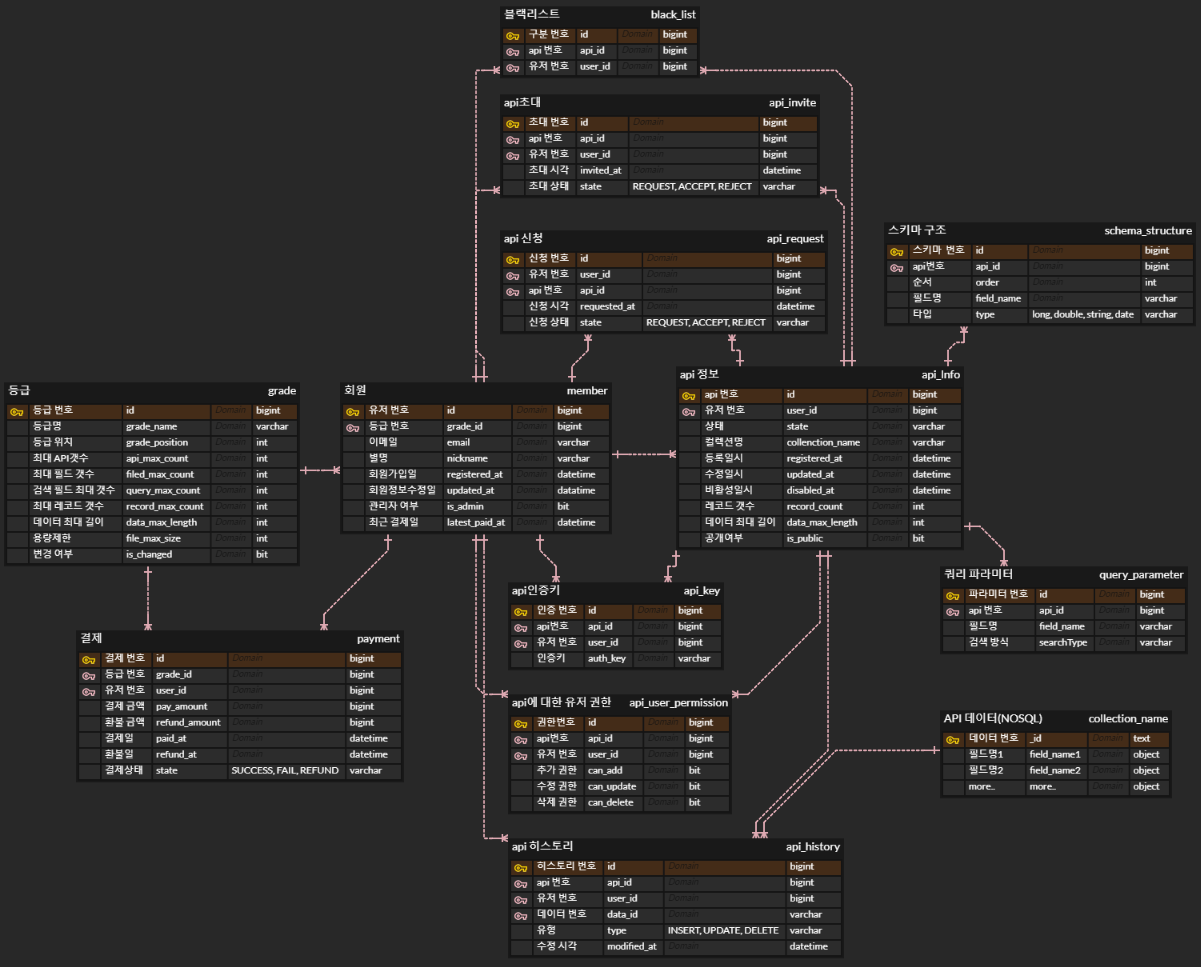 블랙리스트 black_list
구분 번호 id Domain bigint
api 번호 api_id Domain bigint
유저 번호 user_id Domain bigint
api초대 api_invite
초대 번호 id Domain bigint
api 번호 api_id Domain bigint
유저 번호 user_id Domain bigint
초대 시각 invited_at Domain datetime
초대 상태 state REQUEST, ACCEPT, REJECT varchar
api 신청 api_request
신청 번호 id Domain bigint
유저 번호 user_id Domain bigint
api 번호 api_id Domain bigint
신청 시각 requested_at Domain datetime
신청 상태 state REQUEST, ACCEPT, REJECT varchar
스키마 구조 schema_structure
스키마 번호 id Domain bigint
api번호 api_id Domain bigint
순서 order Domain int
필드명 field_name Domain varchar
타입 type long, double, string, date varchar
등급 grade
등급 번호 id Domain bigint
등급명 grade_name Domain varchar
등급 위치 grade_position Domain int
최대 API갯수 api_max_count Domain int
최대 필드 갯수 filed_max_count Domain int
검색 필드 최대 갯수 query_max_count Domain int
최대 레코드 갯수 record_max_count Domain int
데이터 최대 길이 data_max_length Domain int
용량제한 file_max_size Domain int
변경 여부 is_changed Domain bit
회원 member
유저 번호 id Domain bigint
등급 번호 grade_id Domain bigint
이메일 email Domain varchar
별명 nickname Domain varchar
회원가입일 registered_at Domain datetime
회원정보수정일 updated_at Domain datetime
관리자 여부 is_admin Domain bit
최근 결제일 latest_paid_at Domain datetime
api 정보 api_Info
api 번호 id Domain bigint
유저 번호 user_id Domain bigint
상태 state Domain varchar
컬렉션명 collenction_name Domain varchar
등록일시 registered_at Domain datetime
수정일시 updated_at Domain datatime
비활성일시 disabled_at Domain datatime
레코드 갯수 record_count Domain int
데이터 최대 길이 data_max_length Domain int
공개여부 is_public Domain bit
결제 payment
결제 번호 id Domain bigint
등급 번호 grade_id Domain bigint
유저 번호 user_id Domain bigint
결제 금액 pay_amount Domain bigint
환불 금액 refund_amount Domain bigint
결제일 paid_at Domain datetime
환불일 refund_at Domain datetime
결제상태 state SUCCESS, FAIL, REFUND varchar
api인증키 api_key
인증 번호 id Domain bigint
api번호 api_id Domain bigint
유저 번호 user_id Domain bigint
인증키 auth_key Domain varchar
쿼리 파라미터 query_parameter
파라미터 번호 id Domain bigint
api 번호 api_id Domain bigint
필드명 field_name Domain varchar
검색 방식 searchType Domain varchar
api에 대한 유저 권한 api_user_permission
권한번호 id Domain bigint
api번호 api_id Domain bigint
유저 번호 user_id Domain bigint
추가 권한 can_add Domain bit
수정 권한 can_update Domain bit
삭제 권한 can_delete Domain bit
API 데이터(NOSQL) collection_name
데이터 번호 _id Domain text
필드명1 field_name1 Domain object
필드명2 field_name2 Domain object
more.. more.. Domain object
api 히스토리 api_history
히스토리 번호 id Domain bigint
api 번호 api_id Domain bigint
유저 번호 user_id Domain bigint
데이터 번호 data_id Domain varchar
유형 type INSERT, UPDATE, DELETE varchar
수정 시각 modified_at Domain datetime